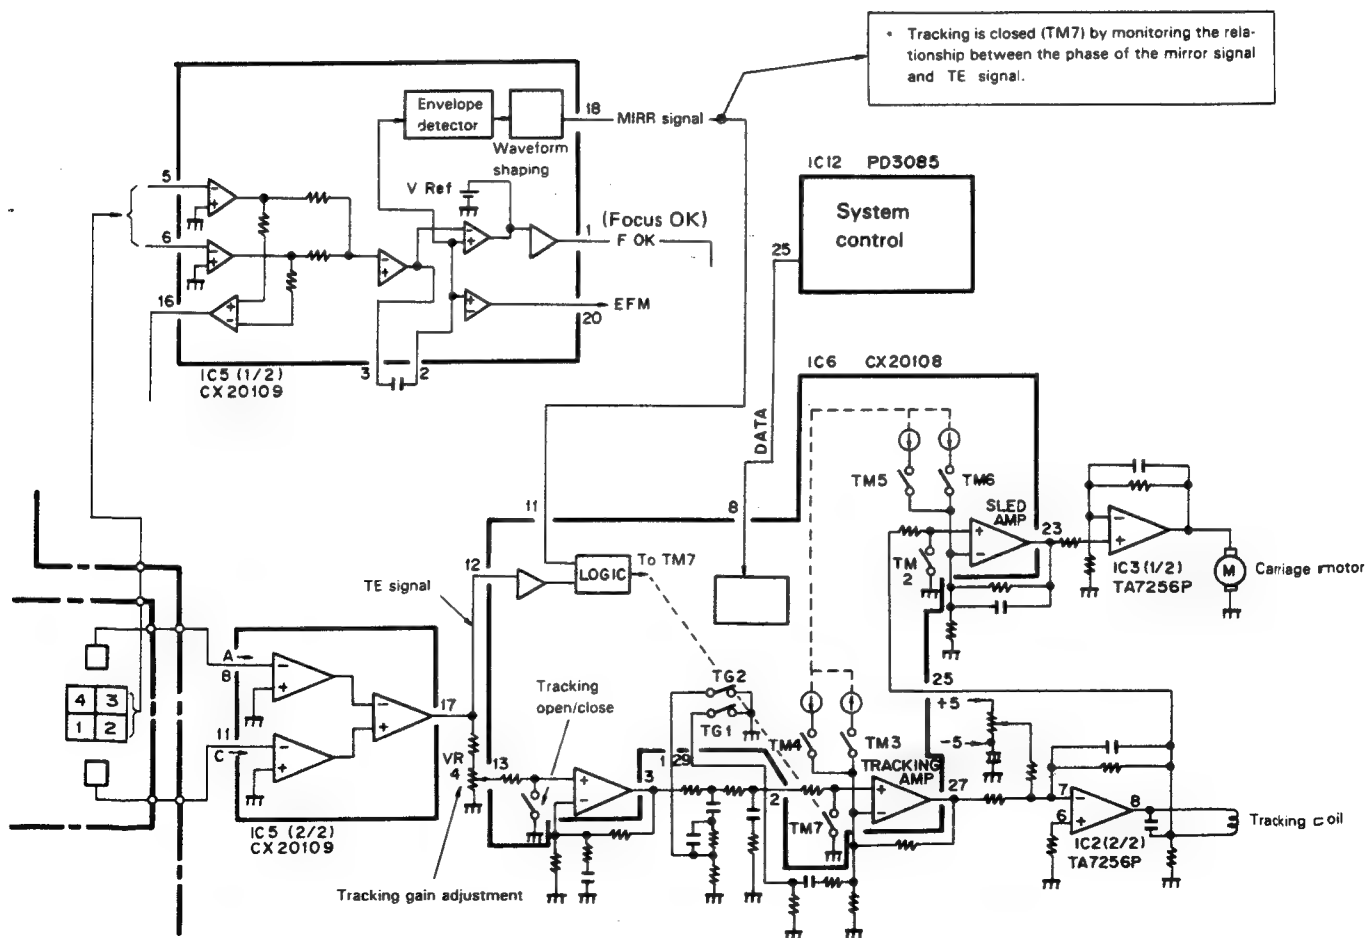 • Tracking is closed (TM7) by monitoring the rela-
tionship between the phase of the mirror signal
and TE signal.
Envelope
detector
18
MIRR signal
Waveform
shaping
IC12 PD3085
System
control
25
5
V Ref
(Focus OK)
1
F OK
6
16
EFM
20
3
2
IC5 (1/2)
CX20109
IC6 CX20108
DATA
TM5
TM6
11
8
SLED
AMP
23
12
To TM7
LOGIC
TM
2
IC3 (1/2)
TA7256P
M
Carriage motor
TE signal
A
8
4 3
1 2
17
Tracking
open/close
TG2
25
+5
TG1
-5
11
C
VR
4
13
3
1
29
TM4
TM3
TRACKING
AMP
27
2
7
8
6
TM7
Tracking coil
IC2 (2/2)
TA7256P
IC5 (2/2)
CX20109
Tracking gain adjustment